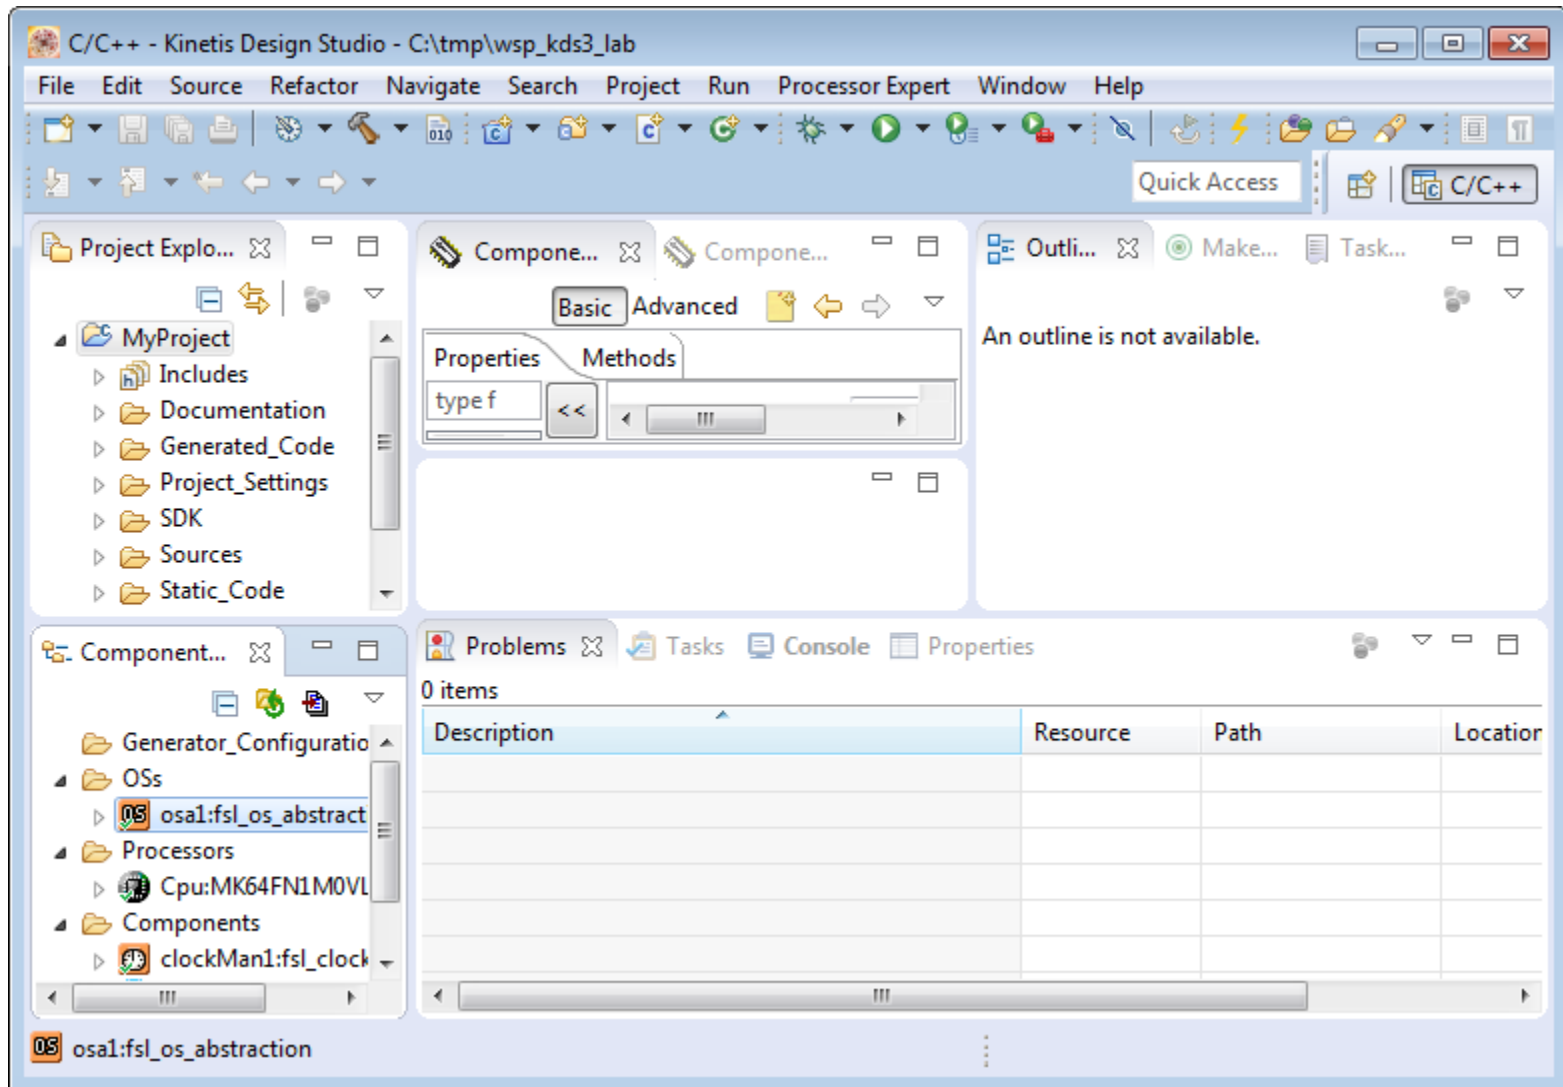 C/C++ - Kinetis Design Studio - C:\tmp\wsp_kds3_lab
File Edit Source Refactor Navigate Search Project Run Processor Expert Window Help
010
Quick Access C/C++
Project Explo...
MyProject
Includes
Documentation
Generated_Code
Project_Settings
SDK
Sources
Static_Code
Compone... Compone...
Basic Advanced
Properties Methods
type f <<
Outli... Make... Task...
An outline is not available.
Component...
Generator_Configuratio
OSs
osa1:fsl_os_abstract
Processors
Cpu:MK64FN1M0VL
Components
clockMan1:fsl_clock
Problems Tasks Console Properties
0 items
Description Resource Path Location
OS osa1:fsl_os_abstraction